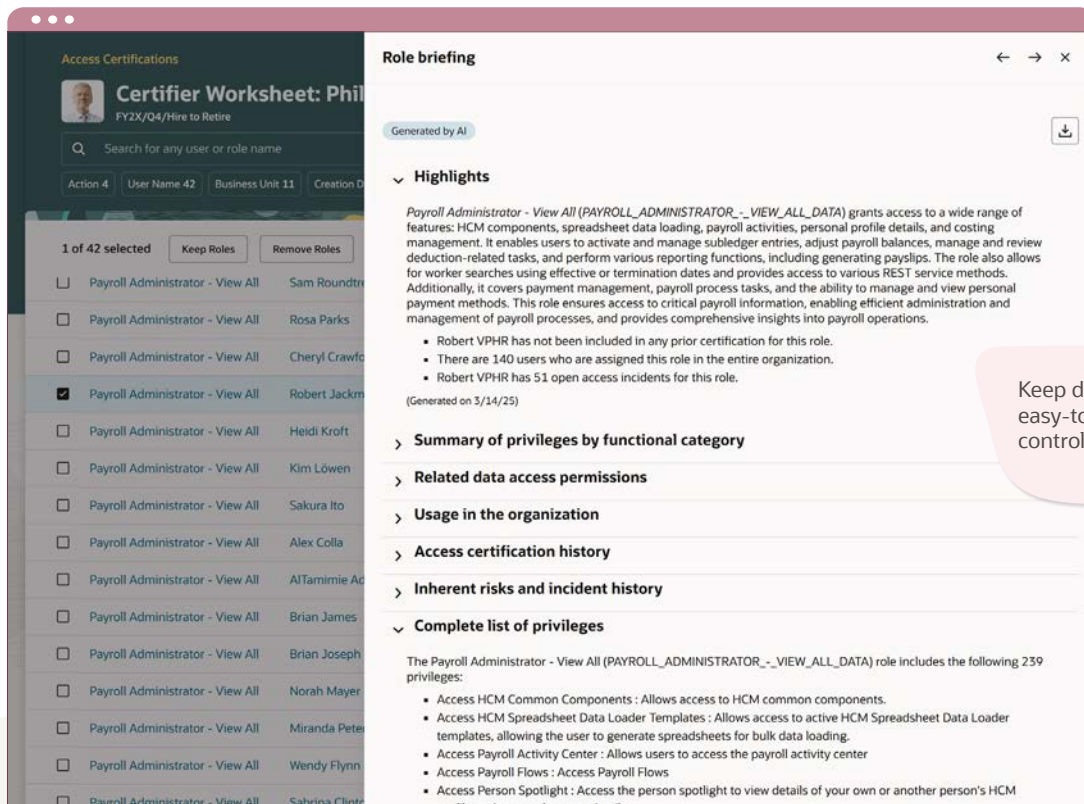 Access Certifications
Certifier Worksheet: Phil
FY2X/Q4/Hire to Retire
Search for any user or role name
Action 4 User Name 42 Business Unit 11 Creation D
1 of 42 selected Keep Roles Remove Roles
Payroll Administrator - View All Sam Roundtre
Payroll Administrator - View All Rosa Parks
Payroll Administrator - View All Cheryl Crawfo
Payroll Administrator - View All Robert Jackm
Payroll Administrator - View All Heidi Kroft
Payroll Administrator - View All Kim Löwen
Payroll Administrator - View All Sakura Ito
Payroll Administrator - View All Alex Colla
Payroll Administrator - View All AlTamimie Ad
Payroll Administrator - View All Brian James
Payroll Administrator - View All Brian Joseph
Payroll Administrator - View All Norah Mayer
Payroll Administrator - View All Miranda Pete
Payroll Administrator - View All Wendy Flynn
Payroll Administrator - View All Sabrina Clinto
Role briefing
Generated by AI
Highlights
Payroll Administrator - View All (PAYROLL_ADMINISTRATOR_-_VIEW_ALL_DATA) grants access to a wide range of
features: HCM components, spreadsheet data loading, payroll activities, personal profile details, and costing
management. It enables users to activate and manage subledger entries, adjust payroll balances, manage and review
deduction-related tasks, and perform various reporting functions, including generating payslips. The role also allows
for worker searches using effective or termination dates and provides access to various REST service methods.
Additionally, it covers payment management, payroll process tasks, and the ability to manage and view personal
payment methods. This role ensures access to critical payroll information, enabling efficient administration and
management of payroll processes, and provides comprehensive insights into payroll operations.
• Robert VPHR has not been included in any prior certification for this role.
• There are 140 users who are assigned this role in the entire organization.
• Robert VPHR has 51 open access incidents for this role.
(Generated on 3/14/25)
Summary of privileges by functional category
Related data access permissions
Usage in the organization
Access certification history
Inherent risks and incident history
Complete list of privileges
The Payroll Administrator - View All (PAYROLL_ADMINISTRATOR_-_VIEW_ALL_DATA) role includes the following 239
privileges:
• Access HCM Common Components : Allows access to HCM common components.
• Access HCM Spreadsheet Data Loader Templates : Allows access to active HCM Spreadsheet Data Loader
templates, allowing the user to generate spreadsheets for bulk data loading.
• Access Payroll Activity Center : Allows users to access the payroll activity center
• Access Payroll Flows : Access Payroll Flows
• Access Person Spotlight : Access the person spotlight to view details of your own or another person's HCM
Keep d
easy-to
control